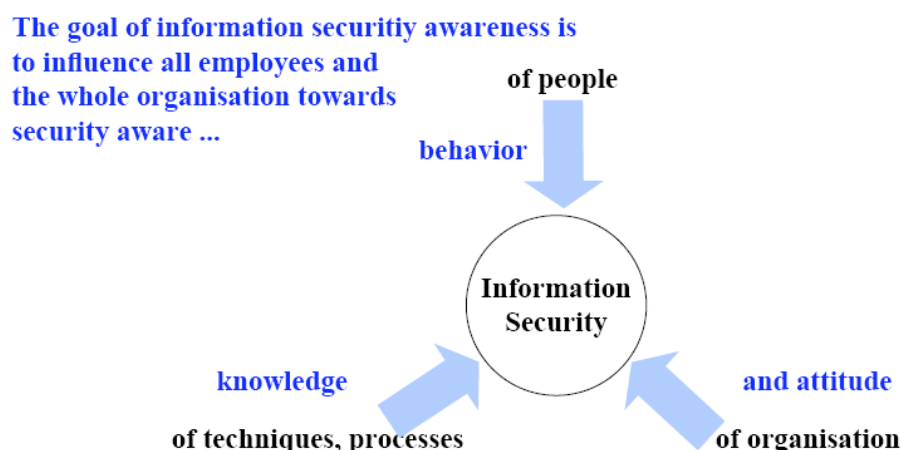 The goal of information securitiy awareness is
to influence all employees and
the whole organisation towards
security aware ...
of people
behavior
Information
Security
knowledge
and attitude
of techniques, processes
of organisation